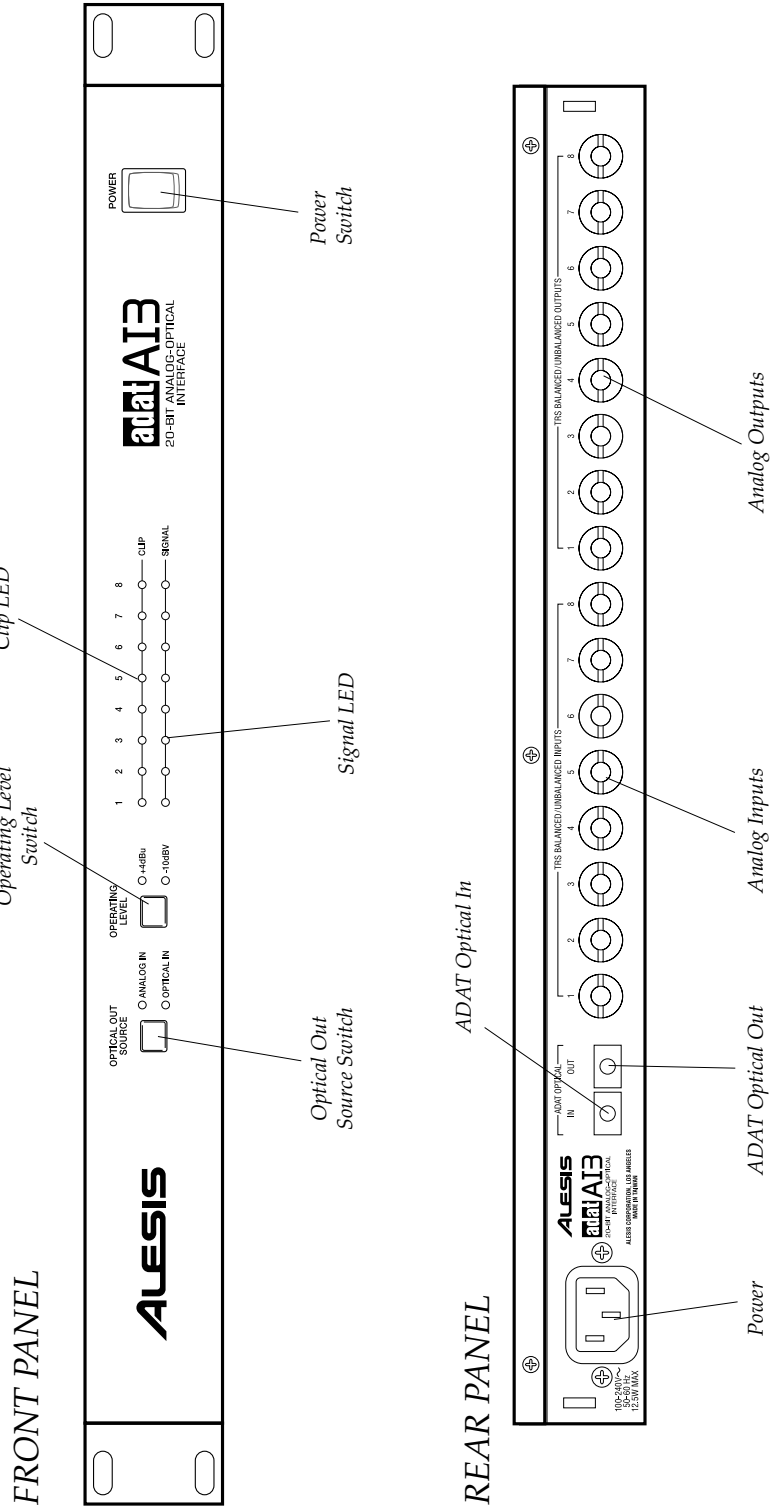 FRONT PANEL
Operating Level
Switch
Clip LED
ALESIS
OPTICAL OUT
SOURCE
ANALOG IN
OPTICAL IN
OPERATING
LEVEL
+4dBu
-10dBV
1 2 3 4 5 6 7 8
CLIP
SIGNAL
adat AI3
20-BIT ANALOG-OPTICAL
INTERFACE
POWER
Optical Out
Source Switch
Signal LED
Power
Switch
REAR PANEL
ADAT Optical In
100-240V~
50-60 Hz
12.5W MAX
ALESIS
adat AI3
20-BIT ANALOG-OPTICAL
INTERFACE
ALESIS CORPORATION, LOS ANGELES
MADE IN TAIWAN
ADAT OPTICAL
IN OUT
TRS BALANCED/UNBALANCED INPUTS
1 2 3 4 5 6 7 8
TRS BALANCED/UNBALANCED OUTPUTS
1 2 3 4 5 6 7 8
Power
ADAT Optical Out
Analog Inputs
Analog Outputs